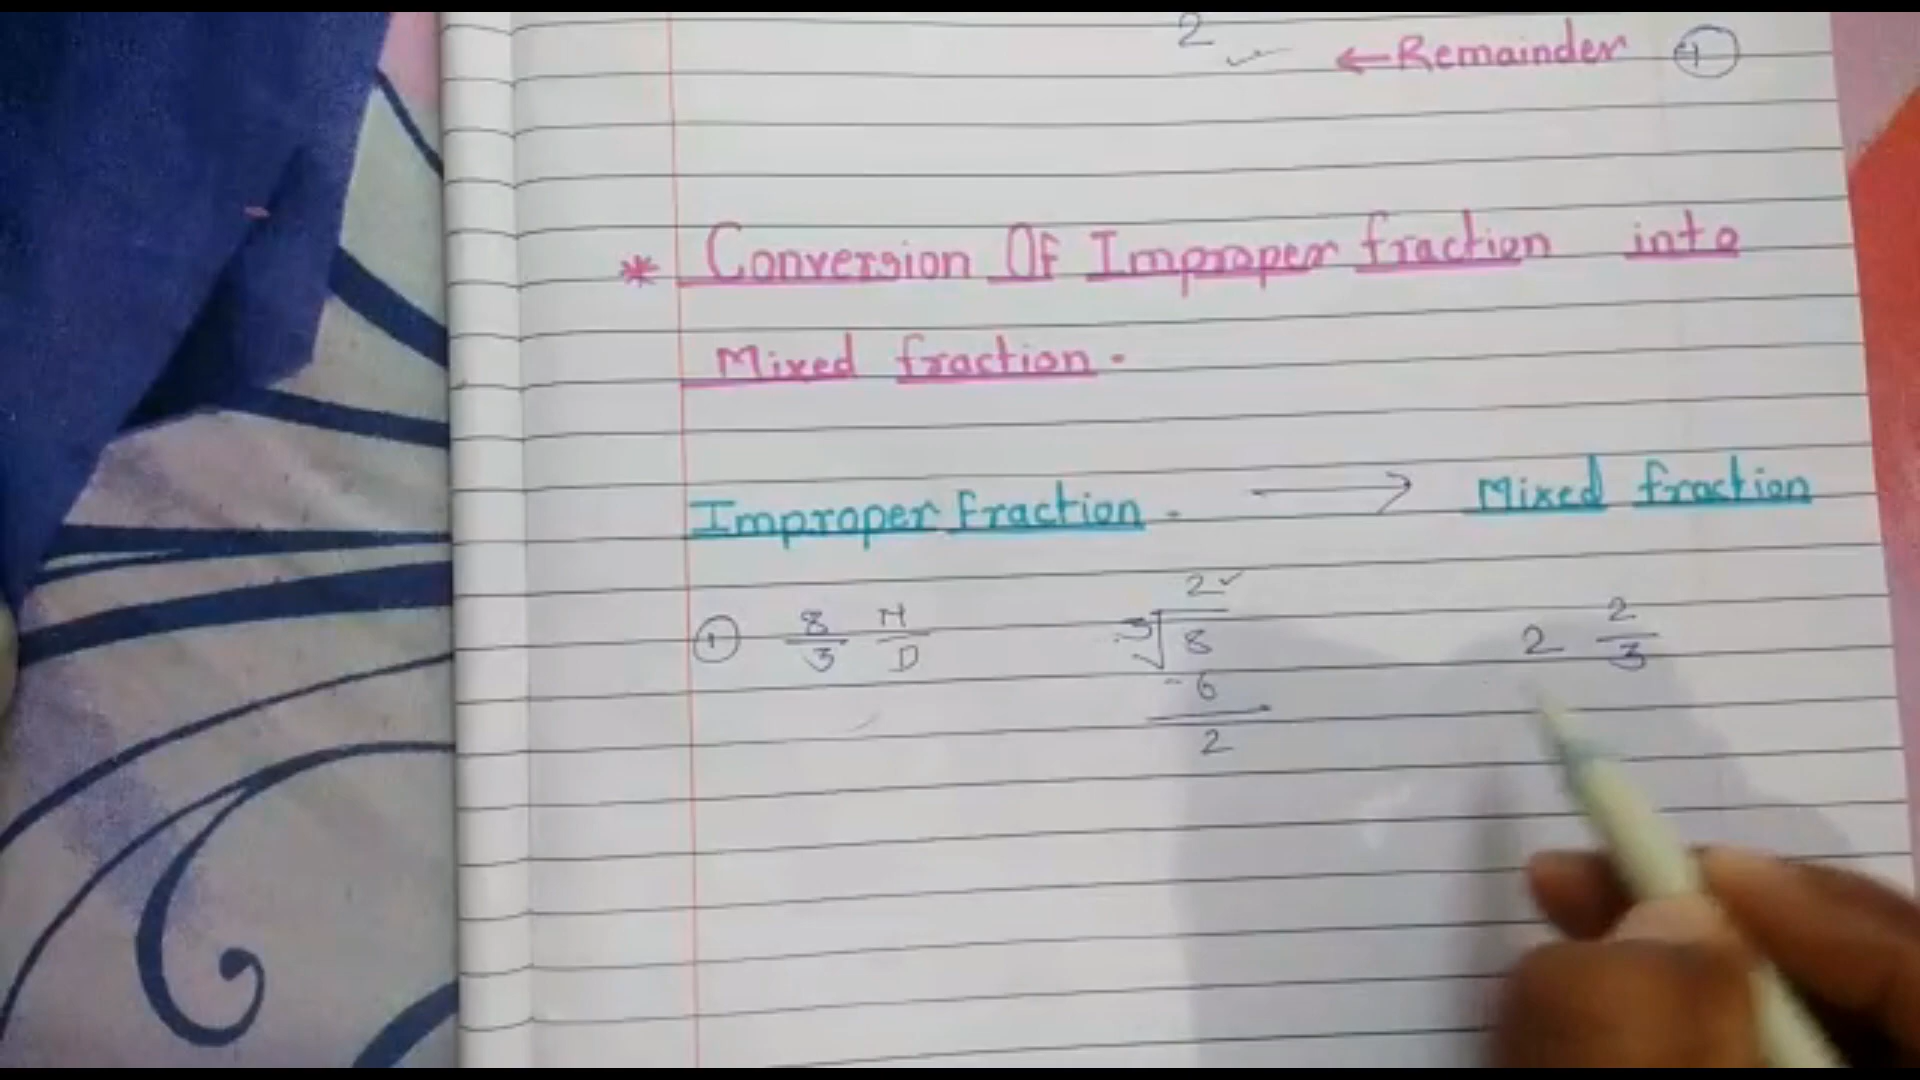 2
← Remainder 4
* Conversion Of Improper fraction into
Mixed fraction.
Improper Fraction. → Mixed fraction
① 8/3 N/D
2
3 8
- 6
2
2 2/3